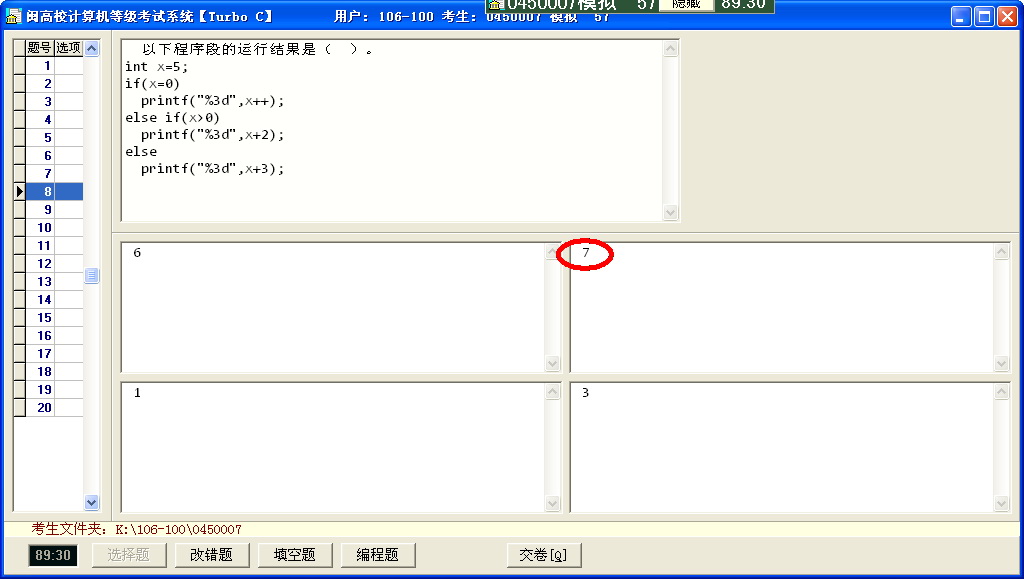 0450007模拟 57 隐藏 89:30
闽高校计算机等级考试系统【Turbo C】 用户: 106-100 考生: 0450007 模拟 57
题号 选项
1
2
3
4
5
6
7
8
9
10
11
12
13
14
15
16
17
18
19
20
以下程序段的运行结果是（ ）。
int x=5;
if(x=0)
printf("%3d",x++);
else if(x>0)
printf("%3d",x+2);
else
printf("%3d",x+3);
6
7
1
3
考生文件夹: K:\106-100\0450007
89:30 选择题 改错题 填空题 编程题 交卷[Q]